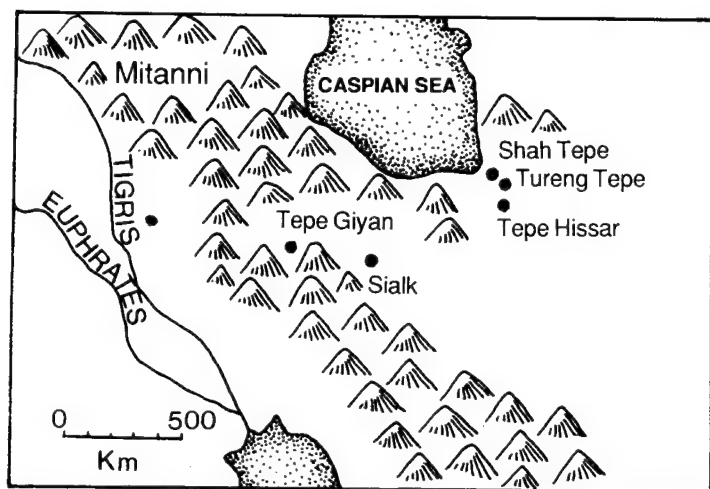 Mitanni
CASPIAN SEA
Shah Tepe
Tureng Tepe
TIGRIS
Tepe Giyan
Tepe Hissar
EUPHRATES
Sialk
0 500
Km